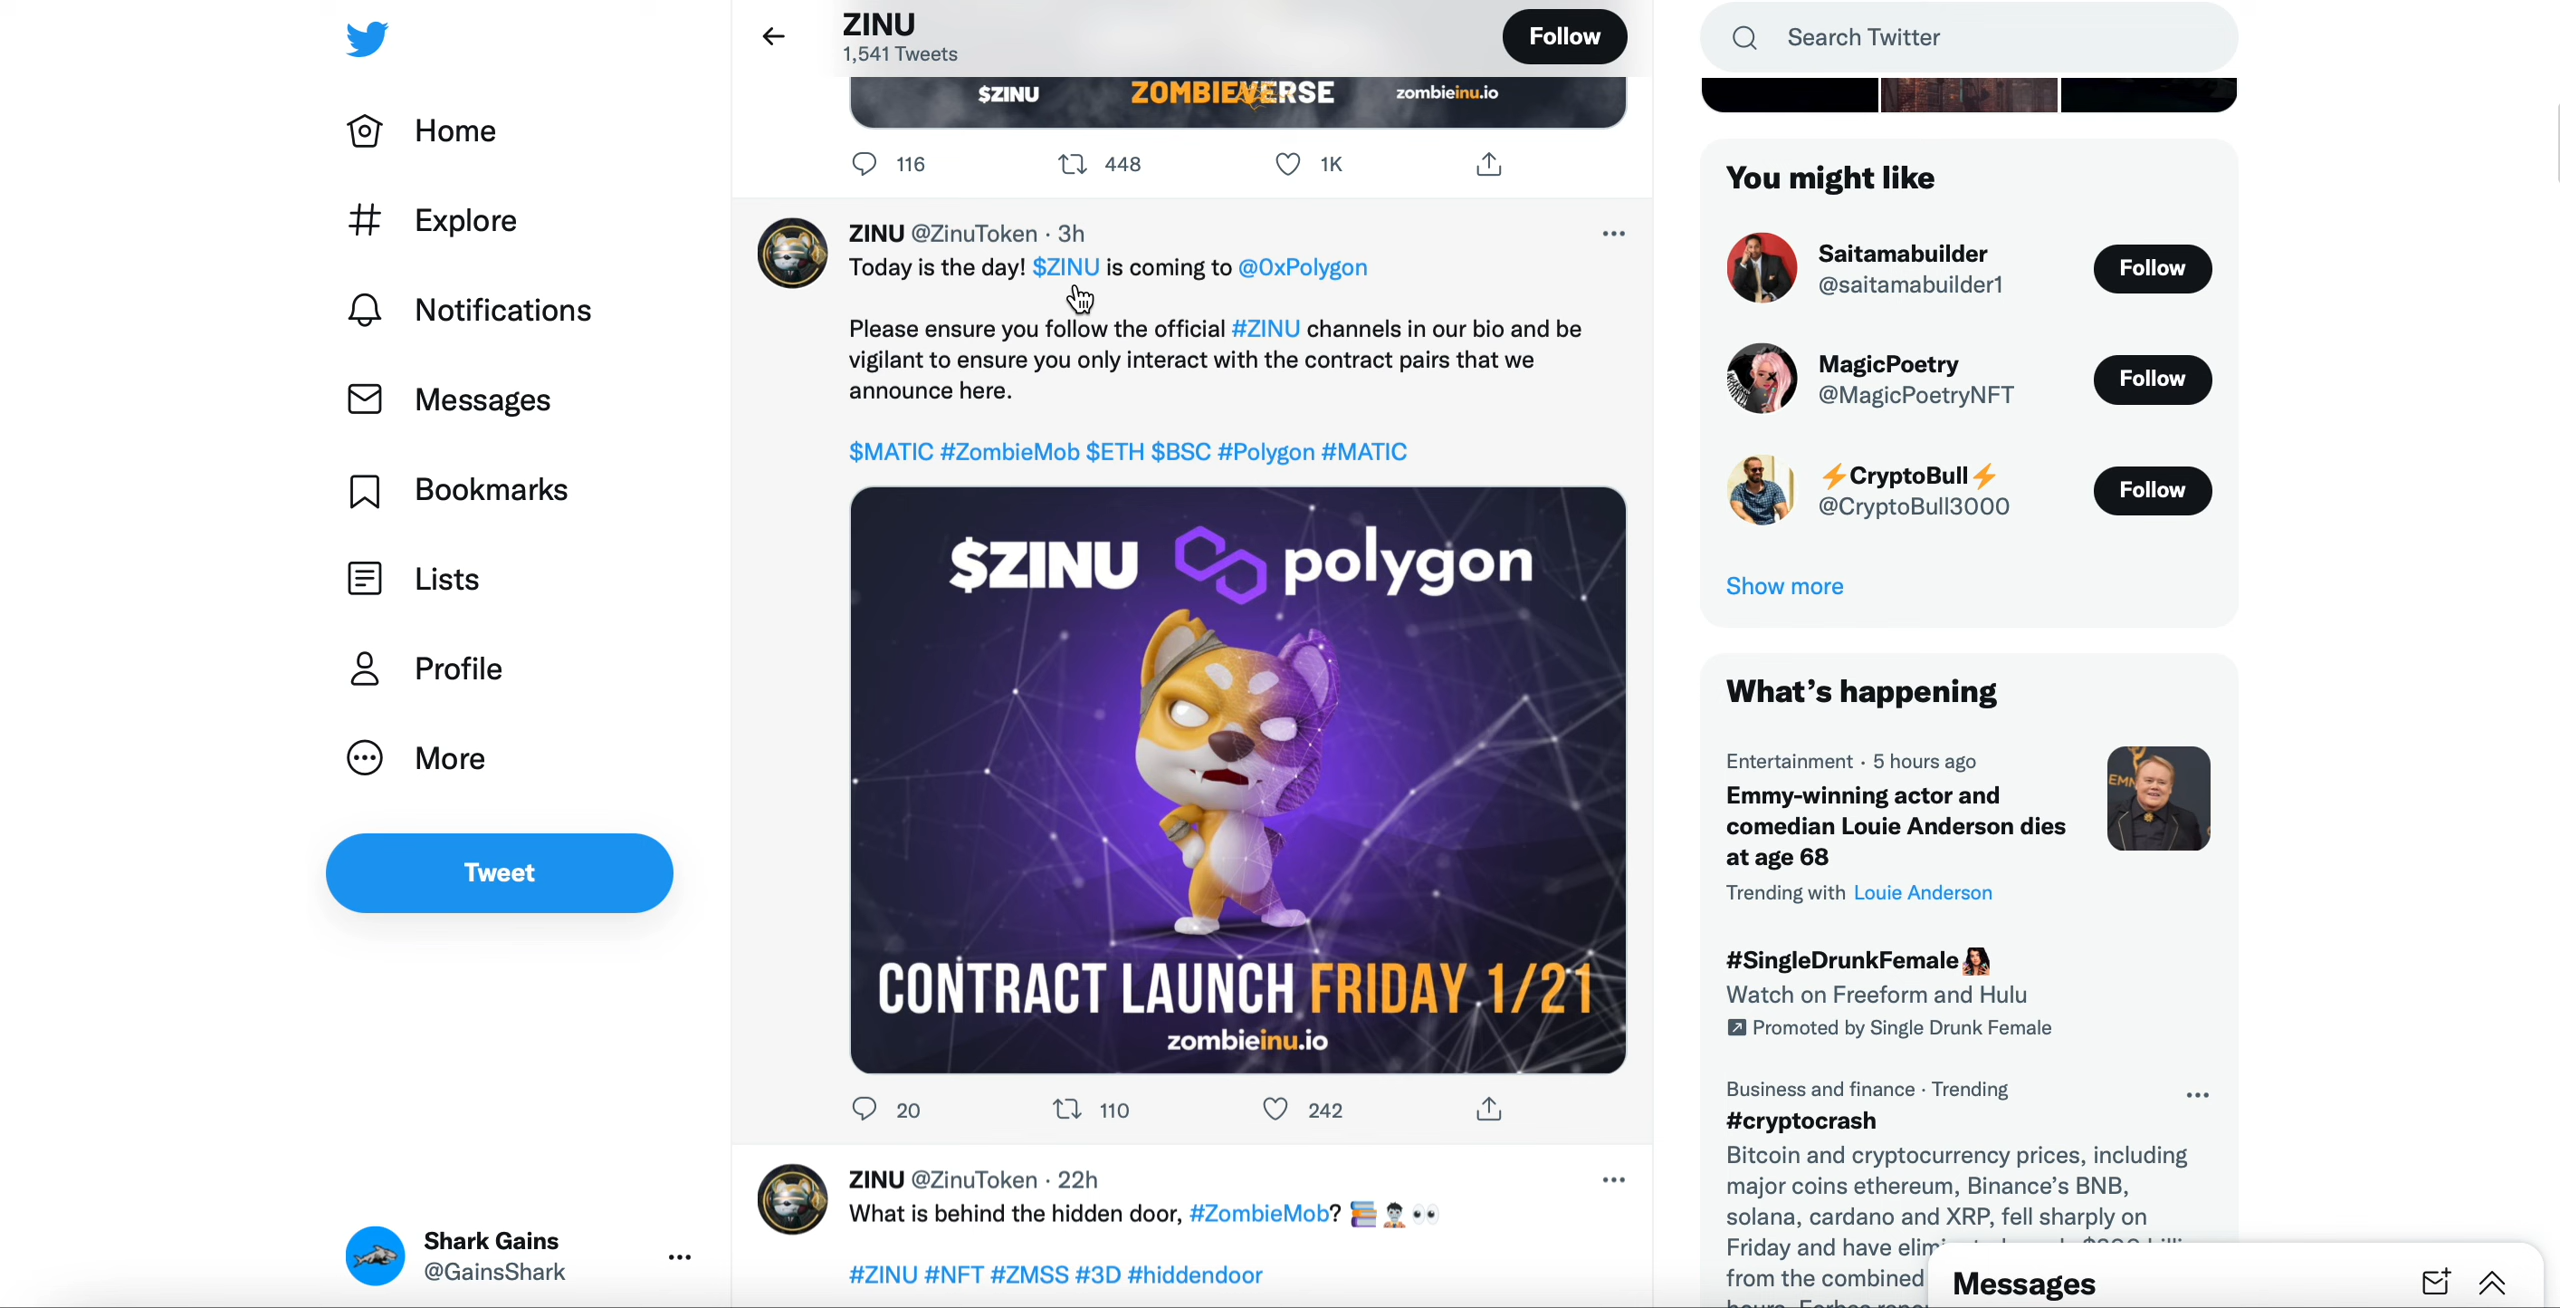 Home
Explore
Notifications
Messages
Bookmarks
Lists
Profile
More
Tweet
Shark Gains
@GainsShark
ZINU
1,541 Tweets
Follow
$ZINU ZOMBIEVERSE zombieinu.io
116 448 1K
ZINU @ZinuToken · 3h
Today is the day! $ZINU is coming to @0xPolygon
Please ensure you follow the official #ZINU channels in our bio and be
vigilant to ensure you only interact with the contract pairs that we
announce here.
$MATIC #ZombieMob $ETH $BSC #Polygon #MATIC
$ZINU polygon
CONTRACT LAUNCH FRIDAY 1/21
zombieinu.io
20 110 242
ZINU @ZinuToken · 22h
What is behind the hidden door, #ZombieMob? 📚🧟👀
#ZINU #NFT #ZMSS #3D #hiddendoor
Search Twitter
You might like
Saitamabuilder
@saitamabuilder1
Follow
MagicPoetry
@MagicPoetryNFT
Follow
⚡CryptoBull⚡
@CryptoBull3000
Follow
Show more
What's happening
Entertainment · 5 hours ago
Emmy-winning actor and
comedian Louie Anderson dies
at age 68
Trending with Louie Anderson
EMM
#SingleDrunkFemale
Watch on Freeform and Hulu
Promoted by Single Drunk Female
Business and finance · Trending
#cryptocrash
Bitcoin and cryptocurrency prices, including
major coins ethereum, Binance's BNB,
solana, cardano and XRP, fell sharply on
Friday and have
from the combined
Messages